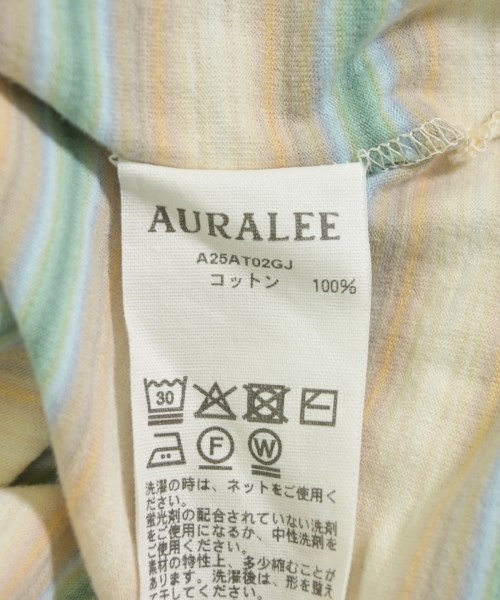 AURALEE
A25AT02GJ
コットン 100%
30
F W
洗濯の時は、ネットをご使用く
ださい。
蛍光剤の配合されていない洗剤
をご使用になるか、中性洗剤を
ご使用ください。
素材の特性上、多少縮むことが
あります。洗濯後は、形を整え